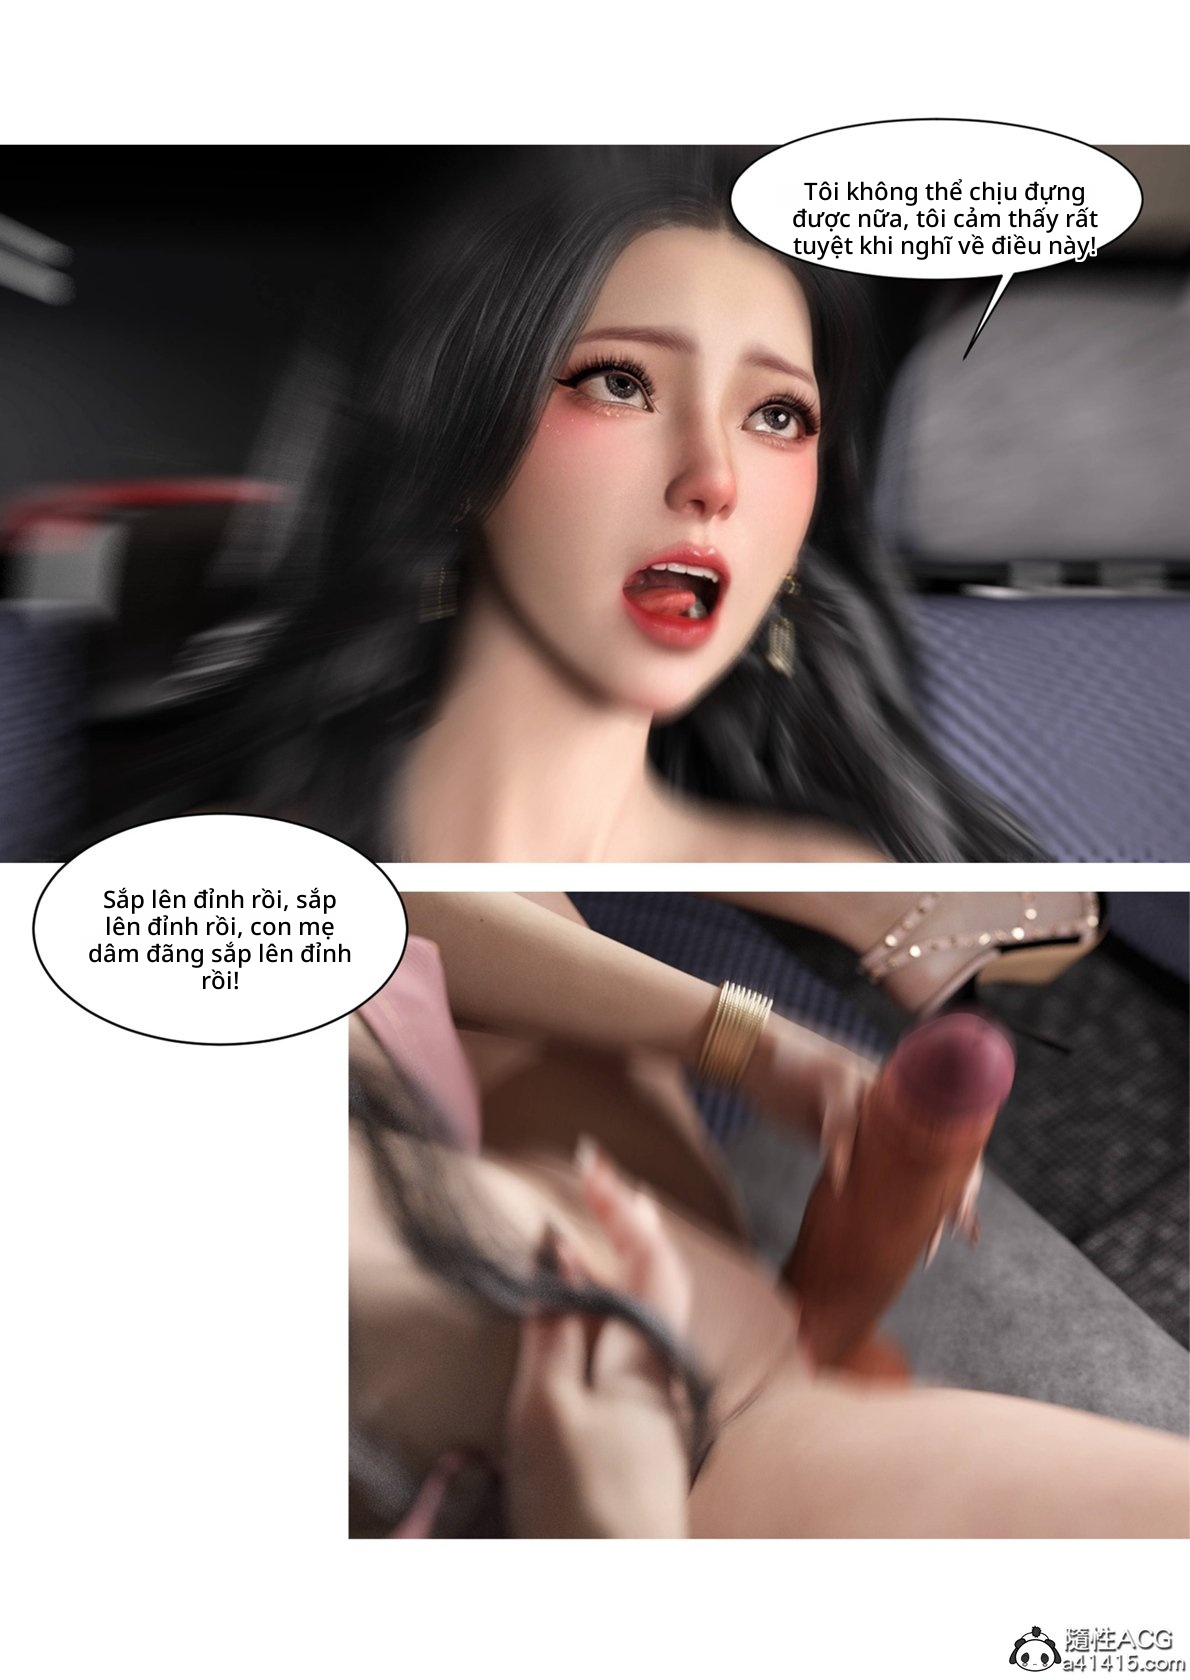 Tôi không thể chịu đựng
được nữa, tôi cảm thấy rất
tuyệt khi nghĩ về điều này!
Sắp lên đỉnh rồi, sắp
lên đỉnh rồi, con mẹ
dâm đãng sắp lên đỉnh
rồi!
隨性ACG
a41415.com